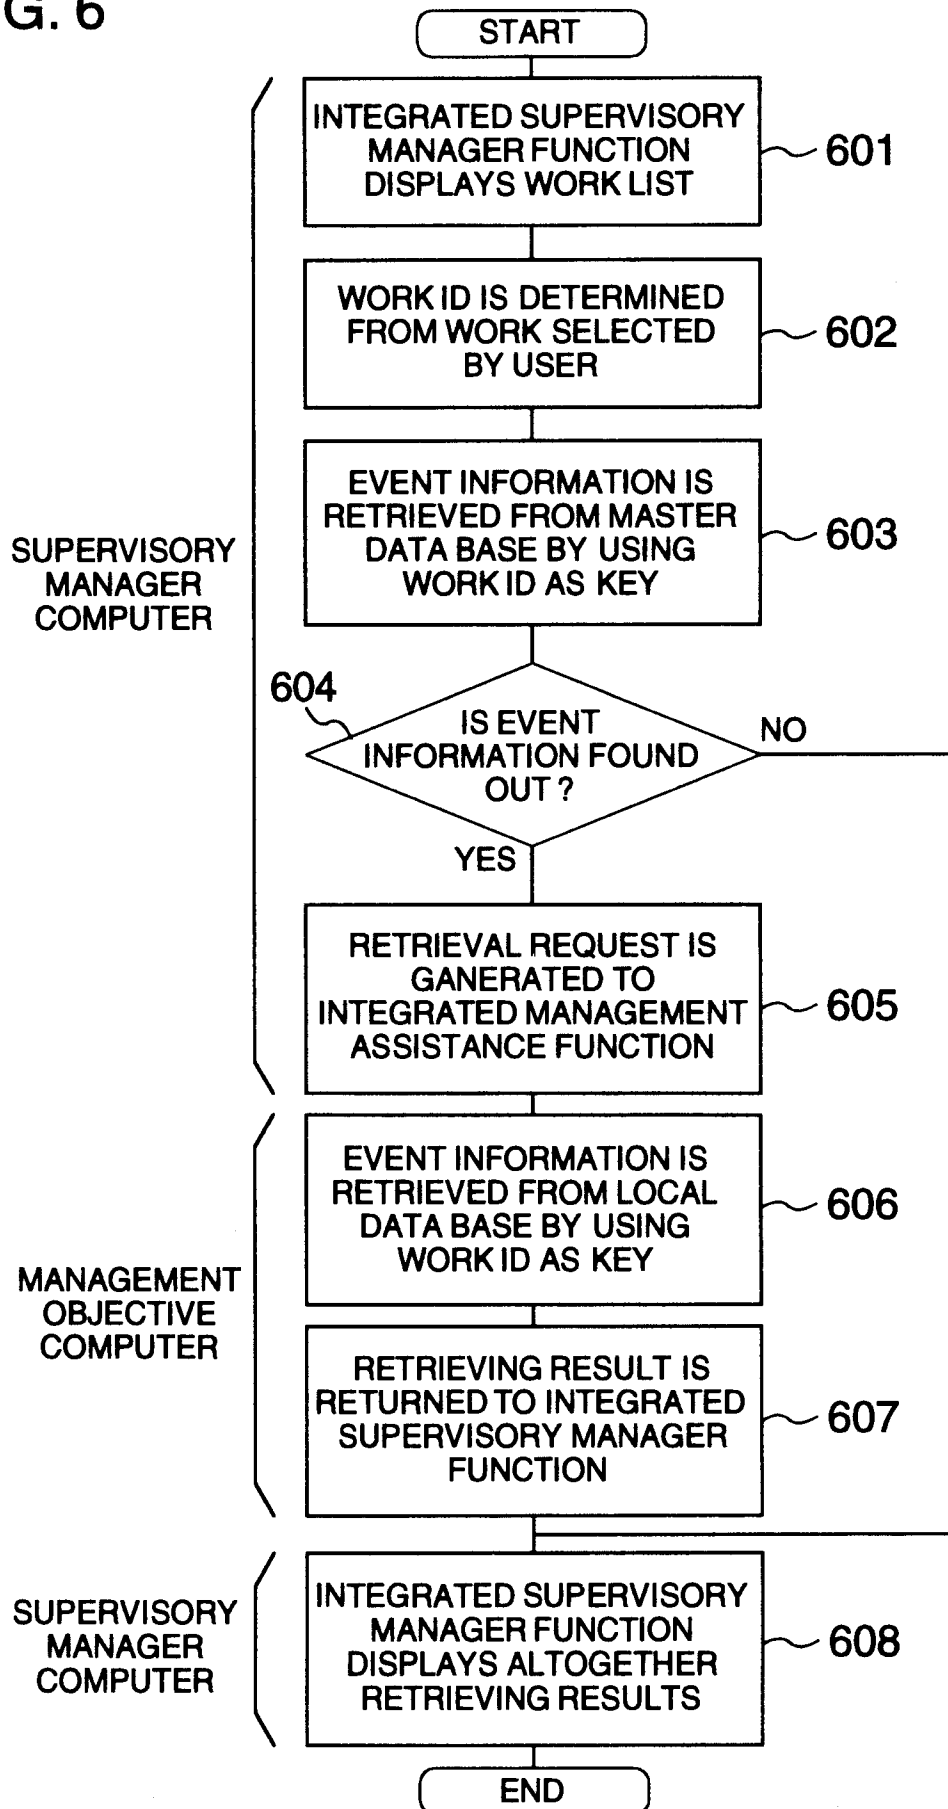 G. 6
START
INTEGRATED SUPERVISORY
MANAGER FUNCTION
DISPLAYS WORK LIST
601
WORK ID IS DETERMINED
FROM WORK SELECTED
BY USER
602
EVENT INFORMATION IS
RETRIEVED FROM MASTER
DATA BASE BY USING
WORK ID AS KEY
603
SUPERVISORY
MANAGER
COMPUTER
604
IS EVENT
INFORMATION FOUND
OUT ?
NO
YES
RETRIEVAL REQUEST IS
GANERATED TO
INTEGRATED MANAGEMENT
ASSISTANCE FUNCTION
605
EVENT INFORMATION IS
RETRIEVED FROM LOCAL
DATA BASE BY USING
WORK ID AS KEY
606
MANAGEMENT
OBJECTIVE
COMPUTER
RETRIEVING RESULT IS
RETURNED TO INTEGRATED
SUPERVISORY MANAGER
FUNCTION
607
SUPERVISORY
MANAGER
COMPUTER
INTEGRATED SUPERVISORY
MANAGER FUNCTION
DISPLAYS ALTOGETHER
RETRIEVING RESULTS
608
END